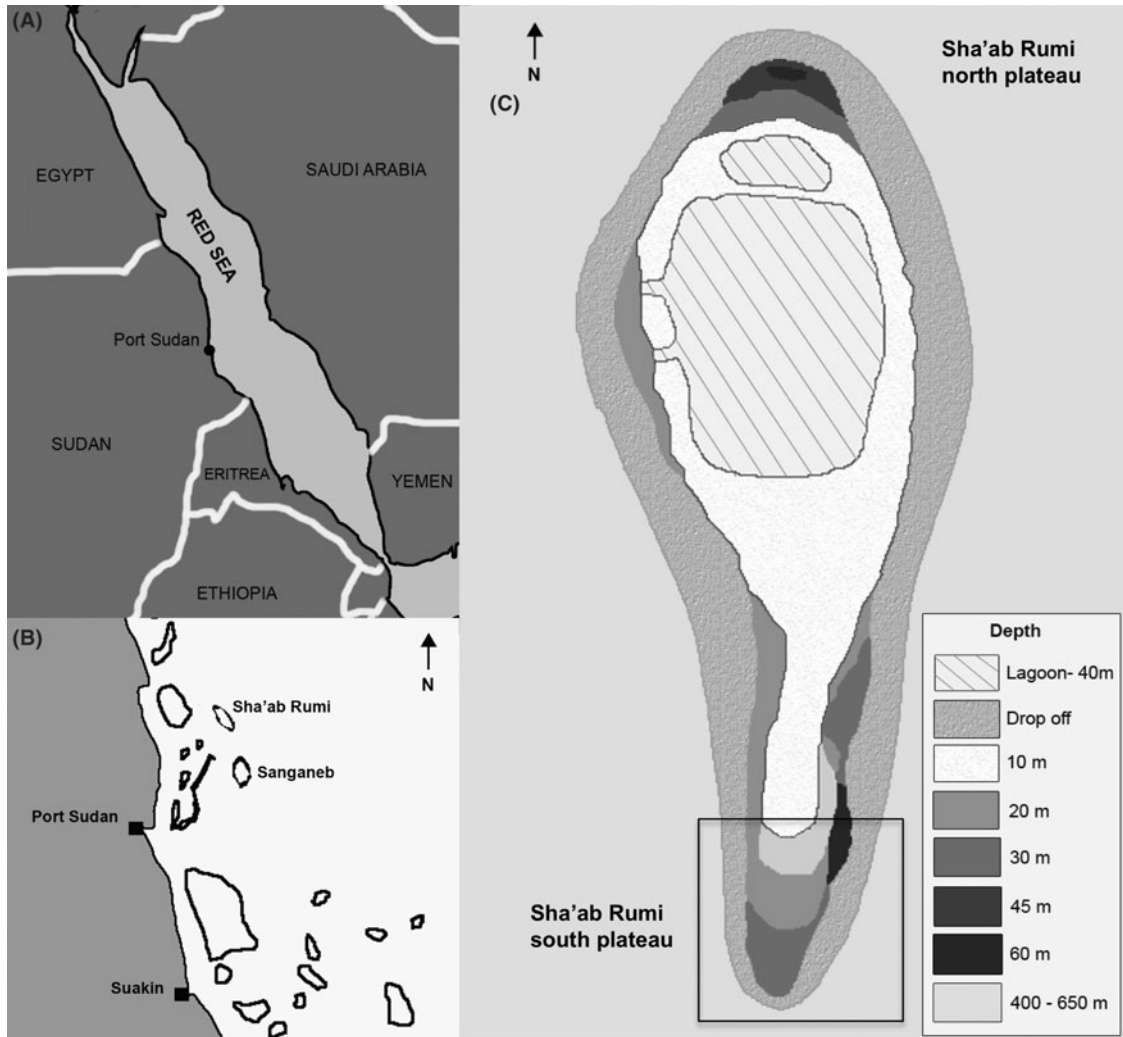 (A)
EGYPT
SAUDI ARABIA
RED SEA
Port Sudan
SUDAN
ERITREA
YEMEN
ETHIOPIA
(B)
N
Sha'ab Rumi
Sanganeb
Port Sudan
Suakin
(C)
N
Sha'ab Rumi
north plateau
Sha'ab Rumi
south plateau
Depth
Lagoon- 40m
Drop off
10 m
20 m
30 m
45 m
60 m
400 - 650 m